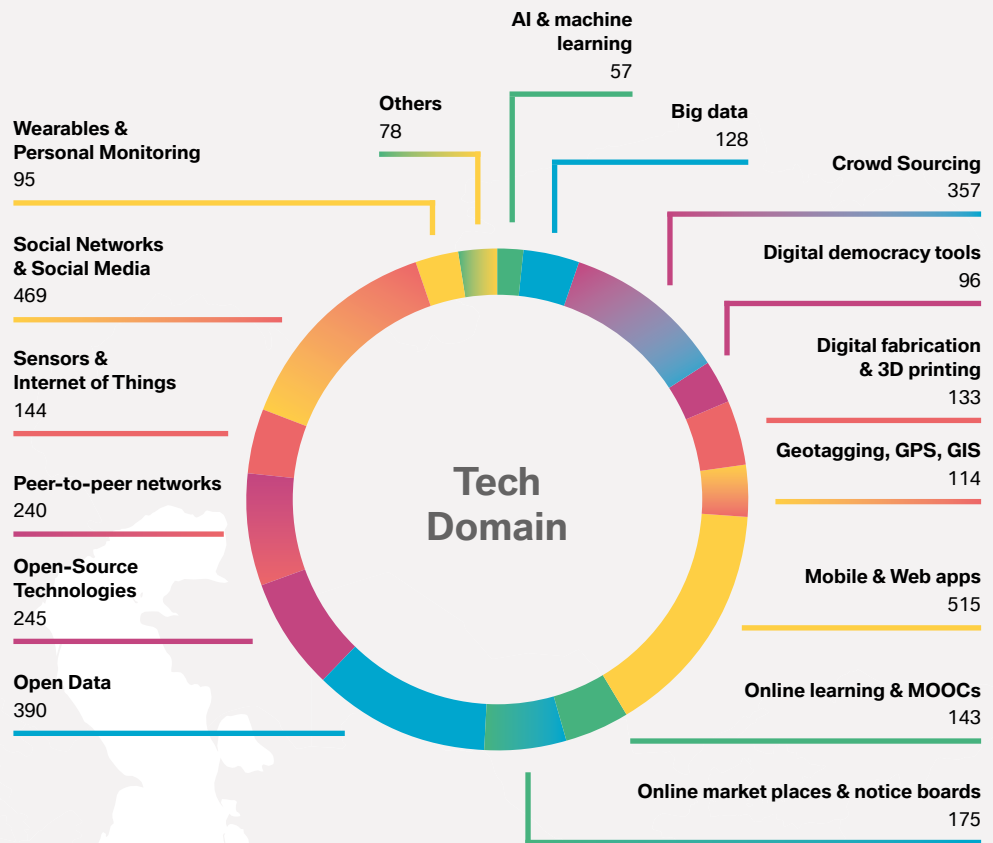 AI & machine
learning
57
Others
78
Big data
128
Wearables &
Personal Monitoring
95
Crowd Sourcing
357
Social Networks
& Social Media
469
Digital democracy tools
96
Sensors &
Internet of Things
144
Digital fabrication
& 3D printing
133
Geotagging, GPS, GIS
114
Peer-to-peer networks
240
Tech
Domain
Open-Source
Technologies
245
Mobile & Web apps
515
Open Data
390
Online learning & MOOCs
143
Online market places & notice boards
175